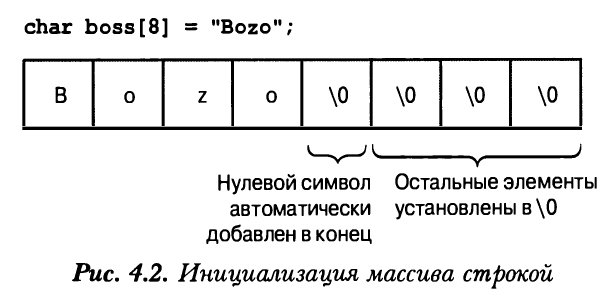 char boss[8] = "Bozo";
B o z o \0 \0 \0 \0
Нулевой символ
автоматически
добавлен в конец
Остальные элементы
установлены в \0
Рис. 4.2. Инициализация массива строкой